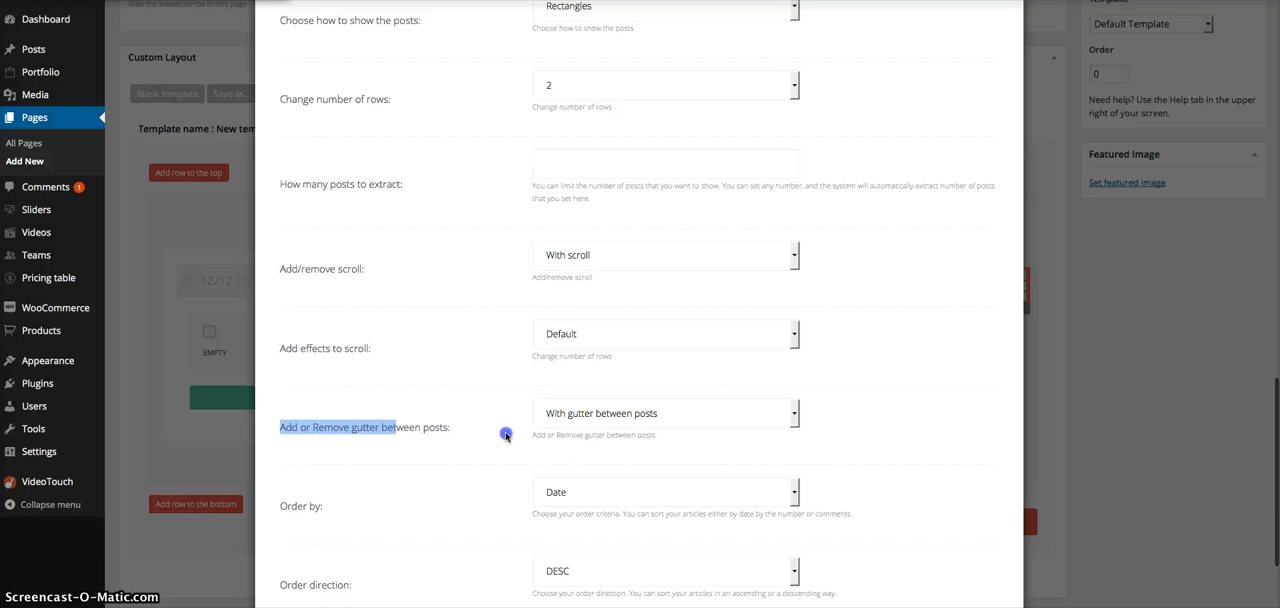 Dashboard
Posts
Portfolio
Media
Pages
All Pages
Add New
Comments 1
Sliders
Videos
Teams
Pricing table
WooCommerce
Products
Appearance
Plugins
Users
Tools
Settings
VideoTouch
Collapse menu
Hide the breadcrumbs in this page
Custom Layout
Blank template
Save as...
Template name : New tem
Add row to the top
12/12
EMPTY
Add row to the bottom
Choose how to show the posts:
Rectangles
Choose how to show the posts
Change number of rows:
2
Change number of rows
How many posts to extract:
You can limit the number of posts that you want to show. You can set any number, and the system will automatically extract number of posts
that you set here.
Add/remove scroll:
With scroll
Add/remove scroll
Add effects to scroll:
Default
Change number of rows
Add or Remove gutter between posts:
With gutter between posts
Add or Remove gutter between posts
Order by:
Date
Choose your order criteria. You can sort your articles either by date by the number or comments.
Order direction:
DESC
Choose your order direction. You can sort your articles in an ascending or a descending way.
Default Template
Order
0
Need help? Use the Help tab in the upper
right of your screen.
Featured Image
Set featured image
Screencast-O-Matic.com